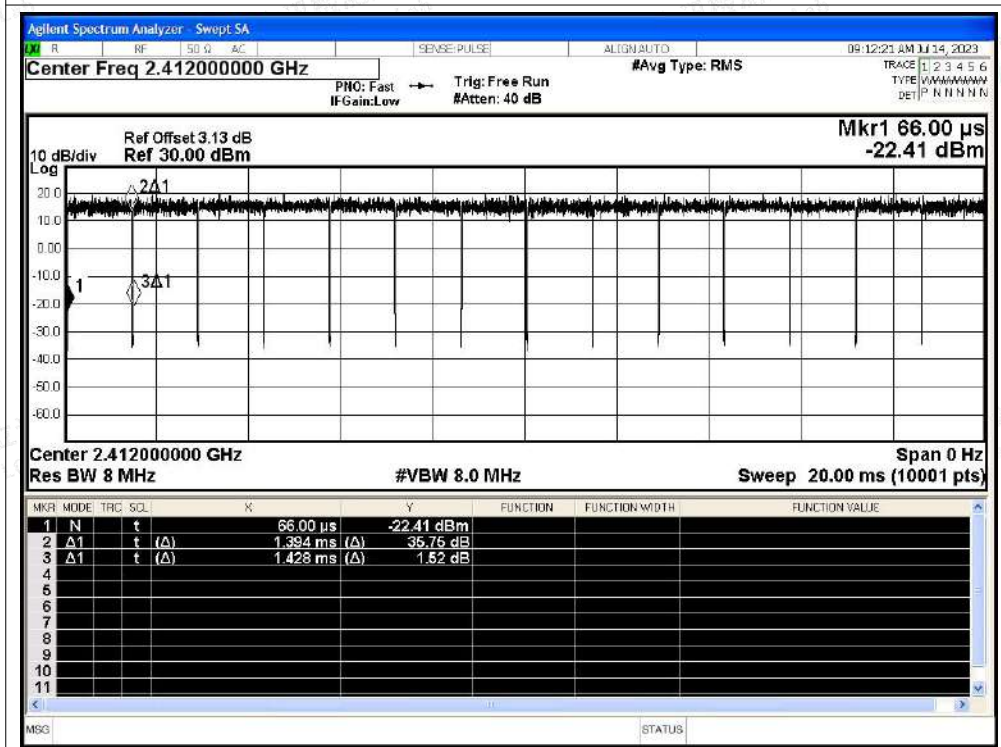 Agilent Spectrum Analyzer - Swept SA
LXI R RF 50 Ω AC SENSE:PULSE ALIGN AUTO 09:12:21 AM Jul 14, 2023
Center Freq 2.412000000 GHz #Avg Type: RMS TRACE 1 2 3 4 5 6
PNO: Fast Trig: Free Run TYPE WWWWWWWW
IFGain:Low #Atten: 40 dB DET P N N N N N
Mkr1 66.00 µs
Ref Offset 3.13 dB
10 dB/div Ref 30.00 dBm -22.41 dBm
Log
20.0
2Δ1
10.0
0.00
-10.0
1
3Δ1
-20.0
-30.0
-40.0
-50.0
-60.0
Center 2.412000000 GHz Span 0 Hz
Res BW 8 MHz #VBW 8.0 MHz Sweep 20.00 ms (10001 pts)
MKR MODE TRC SCL X Y FUNCTION FUNCTION WIDTH FUNCTION VALUE
1 N t 66.00 µs -22.41 dBm
2 Δ1 t (Δ) 1.394 ms (Δ) 35.75 dB
3 Δ1 t (Δ) 1.428 ms (Δ) 1.52 dB
4
5
6
7
8
9
10
11
MSG STATUS